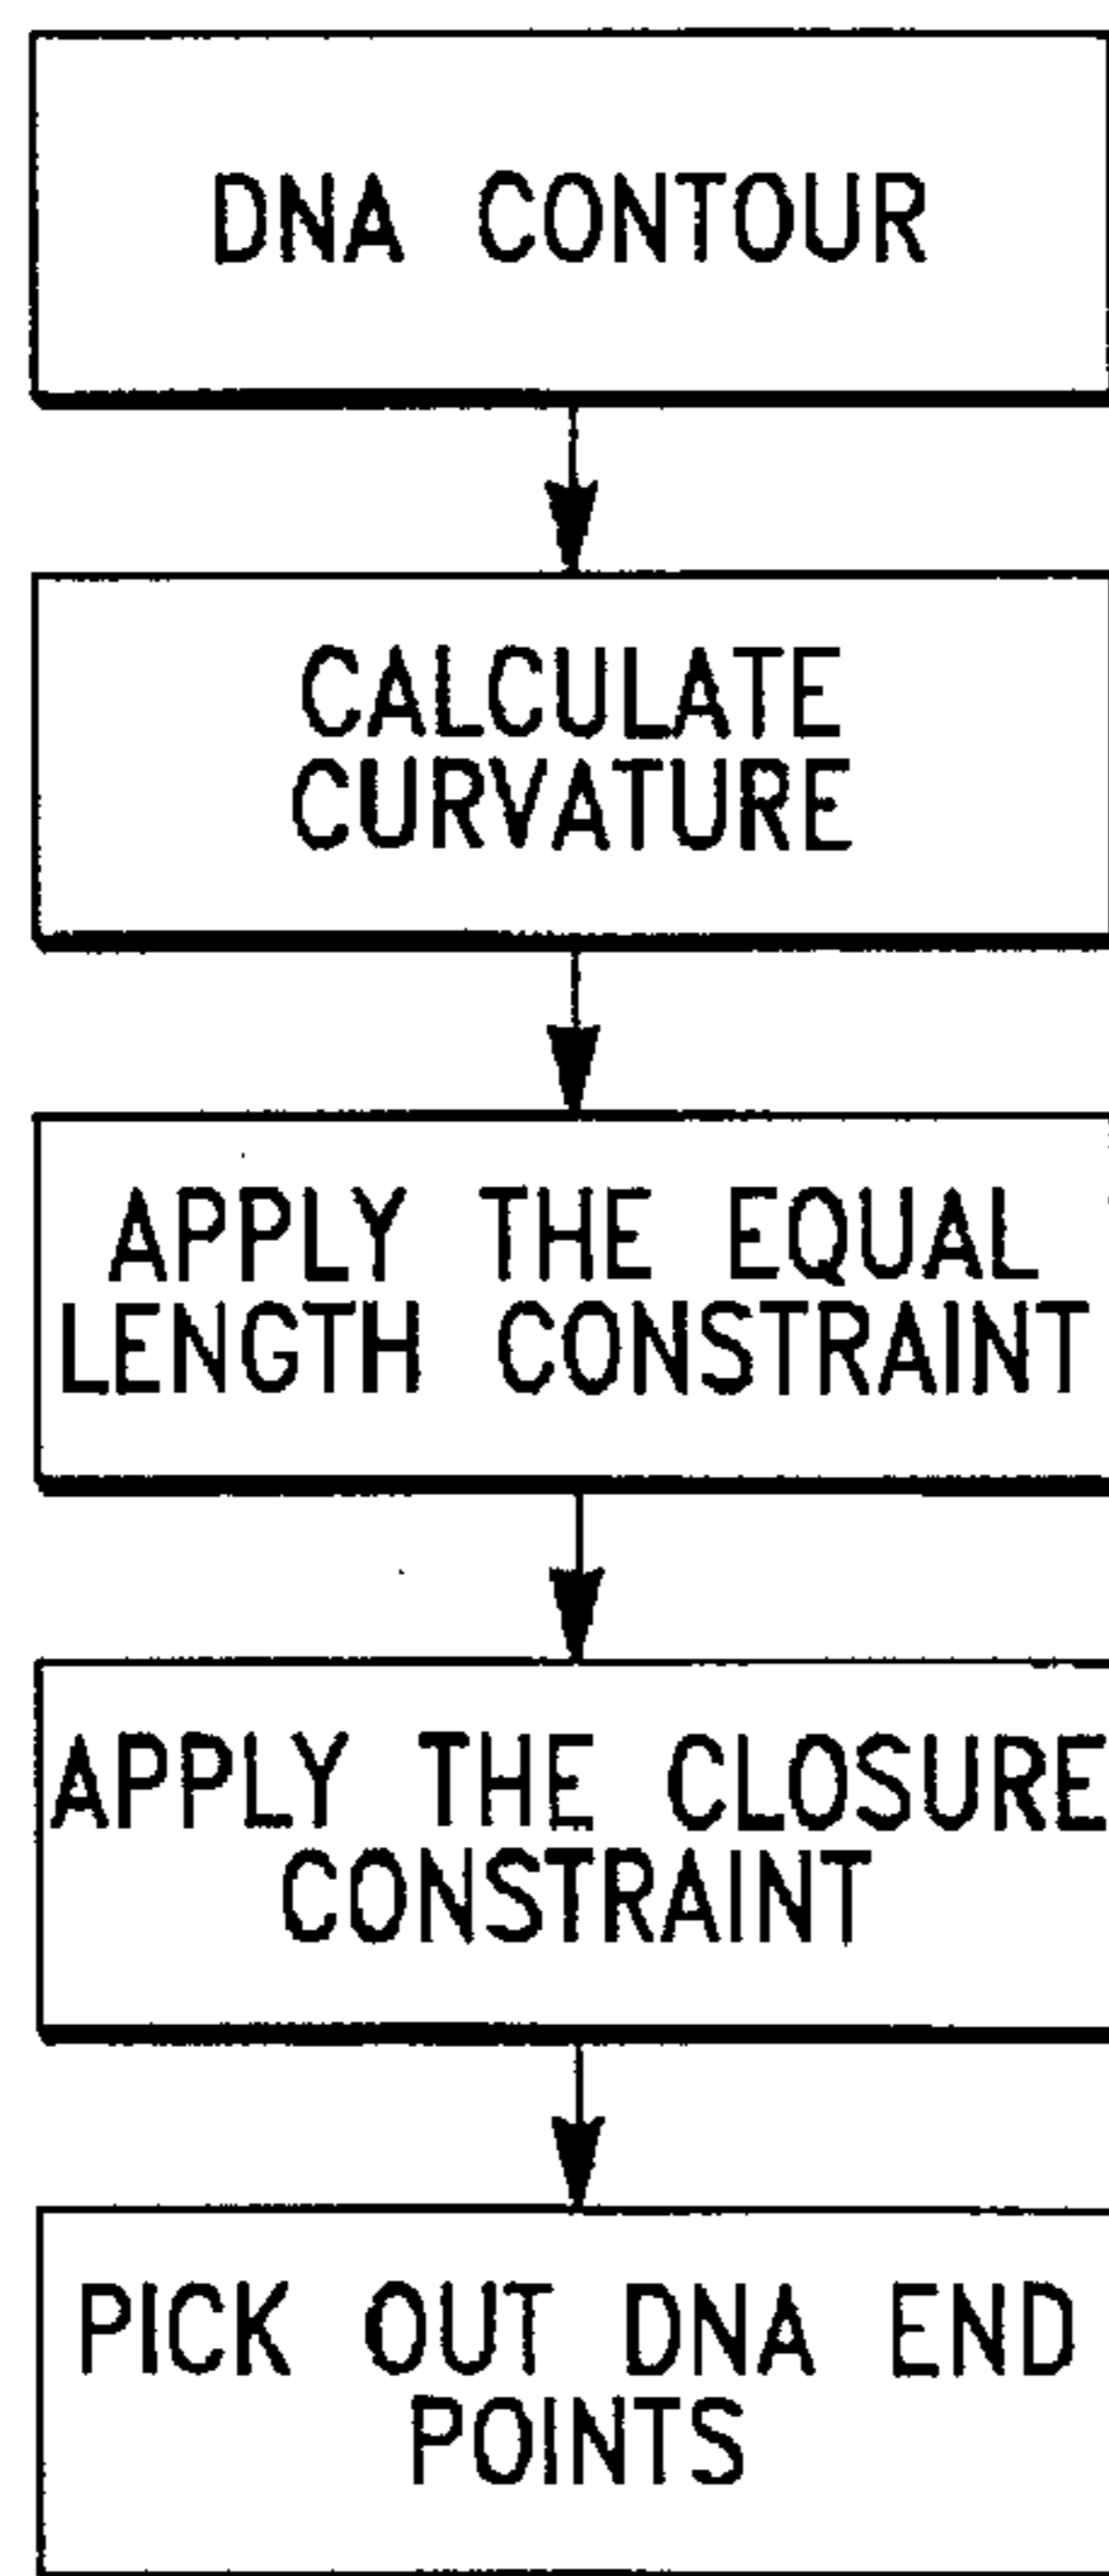 DNA CONTOUR
CALCULATE
CURVATURE
APPLY THE EQUAL
LENGTH CONSTRAINT
APPLY THE CLOSURE
CONSTRAINT
PICK OUT DNA END
POINTS